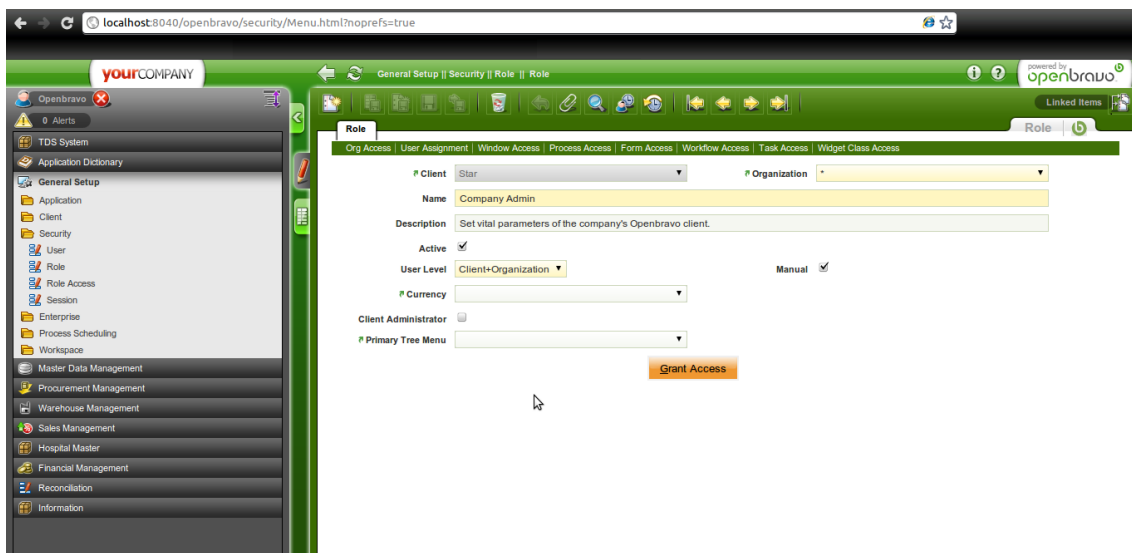 localhost:8040/openbravo/security/Menu.html?noprefs=true
yourCOMPANY
General Setup || Security || Role || Role
powered by
openbravo
Openbravo
Linked Items
0 Alerts
Role
Role
TDS System
Org Access | User Assignment | Window Access | Process Access | Form Access | Workflow Access | Task Access | Widget Class Access
Application Dictionary
General Setup
Application
Client
Security
User
Role
Role Access
Session
Enterprise
Process Scheduling
Workspace
Master Data Management
Procurement Management
Warehouse Management
Sales Management
Hospital Master
Financial Management
Reconciliation
Information
Client Star
Organization *
Name Company Admin
Description Set vital parameters of the company's Openbravo client.
Active
User Level Client+Organization
Manual
Currency
Client Administrator
Primary Tree Menu
Grant Access